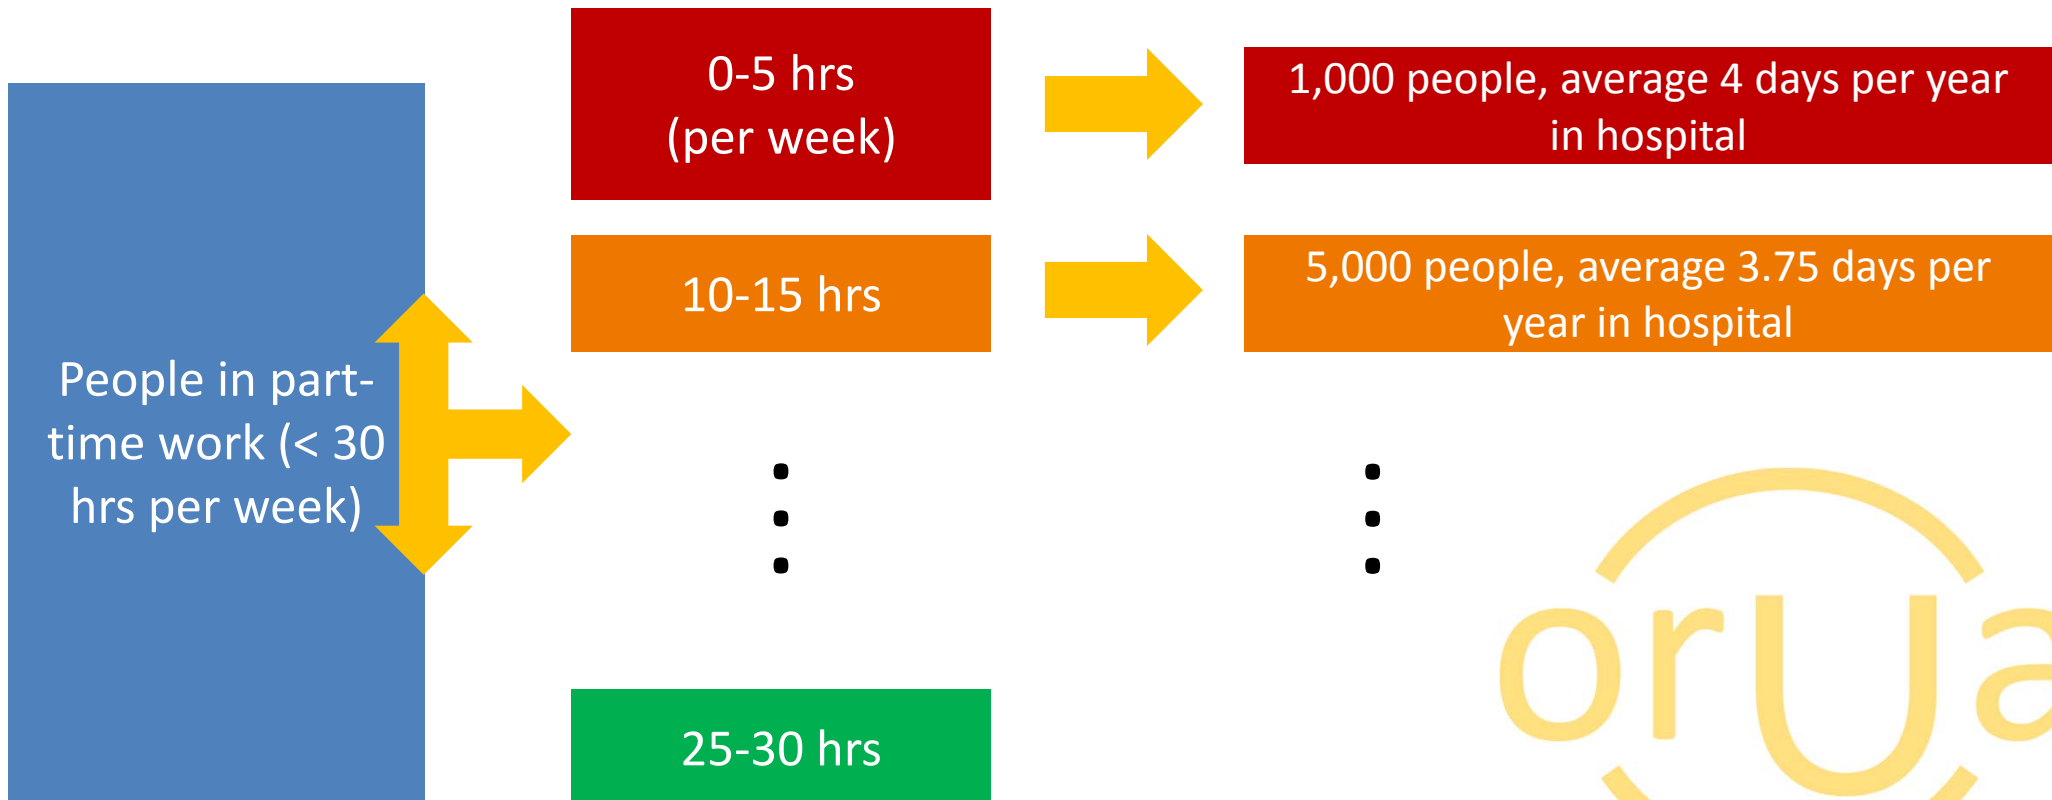 0-5 hrs
(per week)
1,000 people, average 4 days per year
in hospital
10-15 hrs
5,000 people, average 3.75 days per
year in hospital
People in part-
time work (< 30
hrs per week)
25-30 hrs
orUa